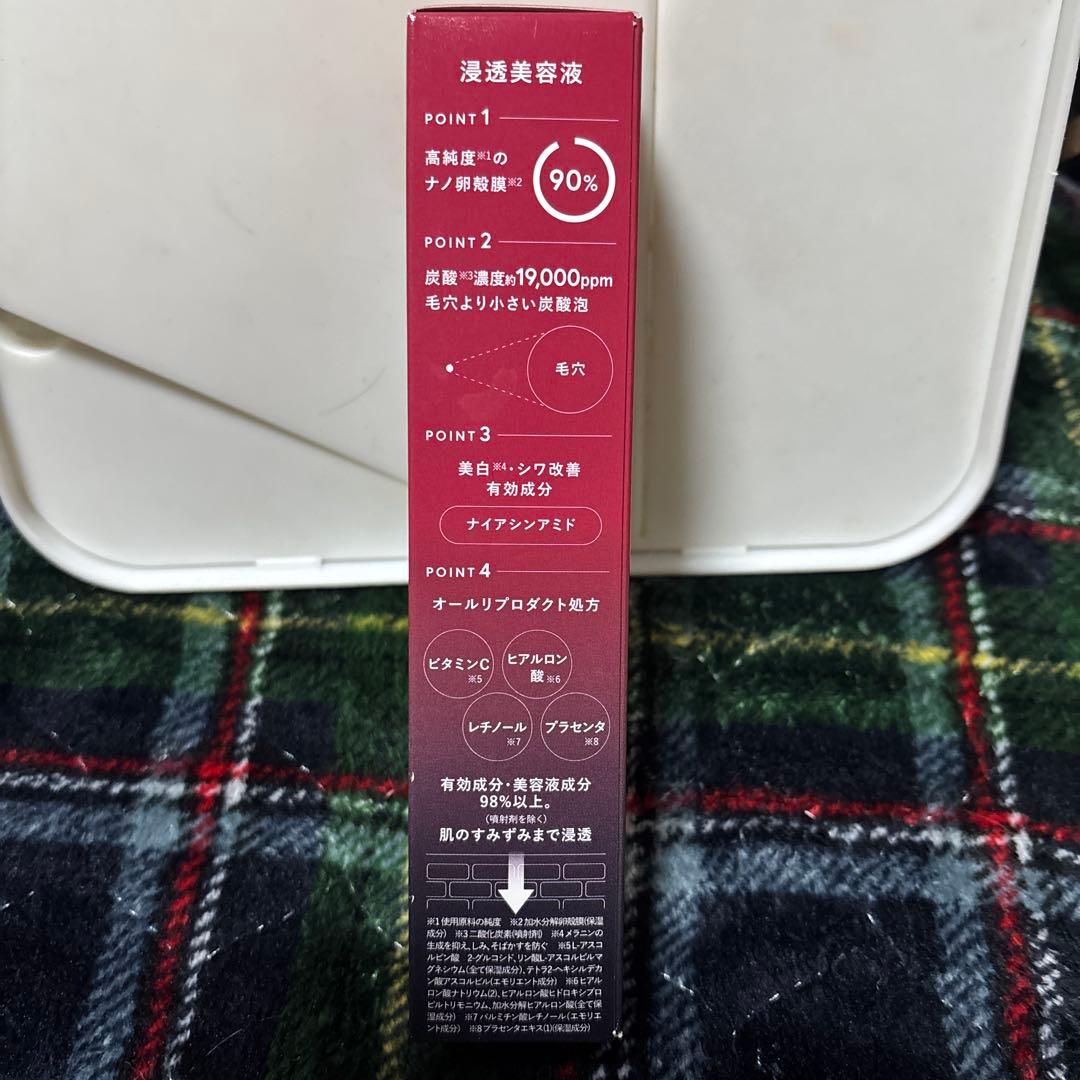 浸透美容液
POINT 1
高純度※1の
ナノ卵殻膜※2
90%
POINT 2
炭酸※3濃度約19,000ppm
毛穴より小さい炭酸泡
毛穴
POINT 3
美白※4・シワ改善
有効成分
ナイアシンアミド
POINT 4
オールリプロダクト処方
ビタミンC
※5
ヒアルロン
酸※6
レチノール
※7
プラセンタ
※8
有効成分・美容液成分
98%以上。
(噴射剤を除く)
肌のすみずみまで浸透
※1 使用原料の純度 ※2 加水分解卵殻膜(保湿
成分) ※3 二酸化炭素(噴射剤) ※4 メラニンの
生成を抑え、しみ、そばかすを防ぐ ※5 L-アスコ
ルビン酸 2-グルコシド、リン酸L-アスコルビルマ
グネシウム(全て保湿成分)、テトラ2-ヘキシルデカ
ン酸アスコルビル(エモリエント成分) ※6 ヒアル
ロン酸ナトリウム(2)、ヒアルロン酸ヒドロキシプロ
ピルトリモニウム、加水分解ヒアルロン酸(全て保
湿成分) ※7 パルミチン酸レチノール(エモリエ
ント成分) ※8 プラセンタエキス(1)(保湿成分)